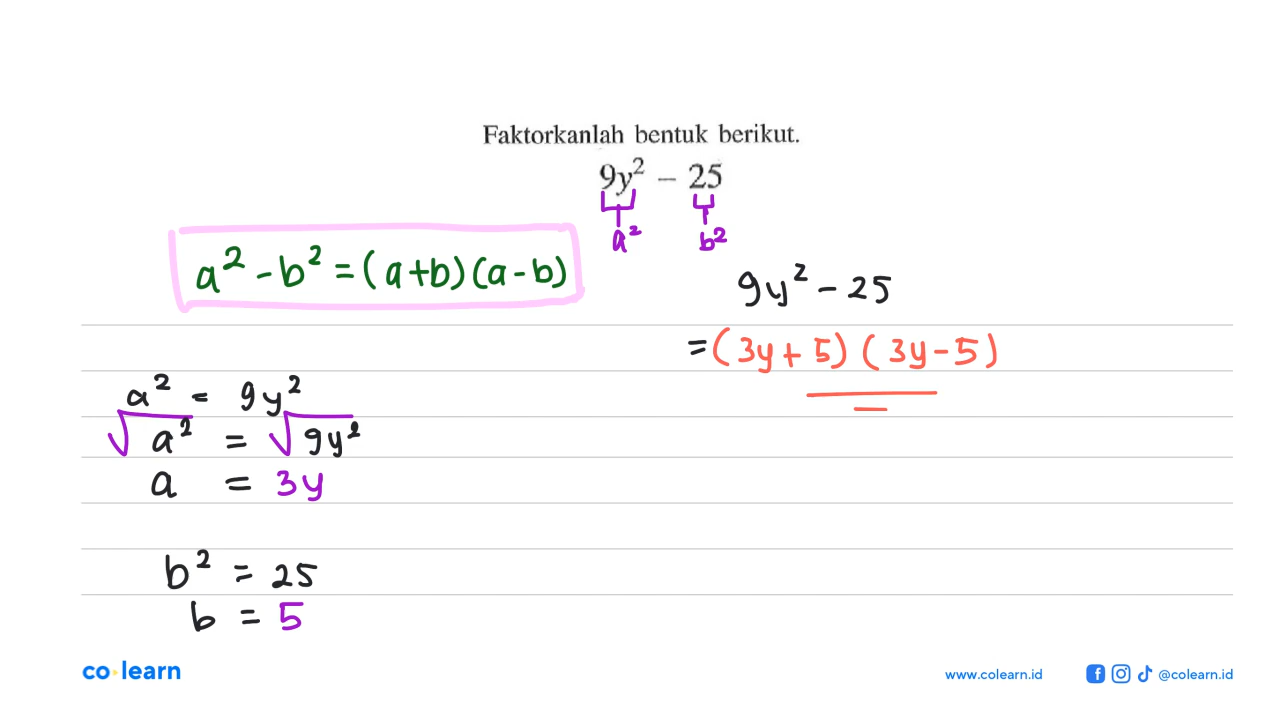 Faktorkanlah bentuk berikut.
9y² - 25
a² b²
a² - b² = (a+b)(a-b)
9y² - 25
= (3y + 5) (3y - 5)
a² = 9y²
√a² = √9y²
a = 3y
b² = 25
b = 5
co·learn
www.colearn.id @colearn.id